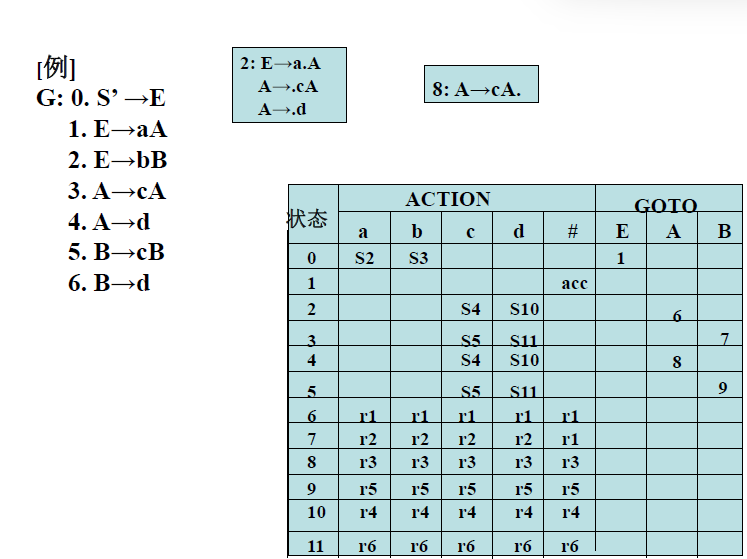 [例]
G: 0. S’ →E
1. E→aA
2. E→bB
3. A→cA
4. A→d
5. B→cB
6. B→d
2: E→a.A
A→.cA
A→.d
8: A→cA.
状态 ACTION GOTO
a b c d # E A B
0 S2 S3 1
1 acc
2 S4 S10 6
3 S5 S11 7
4 S4 S10 8
5 S5 S11 9
6 r1 r1 r1 r1 r1
7 r2 r2 r2 r2 r1
8 r3 r3 r3 r3 r3
9 r5 r5 r5 r5 r5
10 r4 r4 r4 r4 r4
11 r6 r6 r6 r6 r6